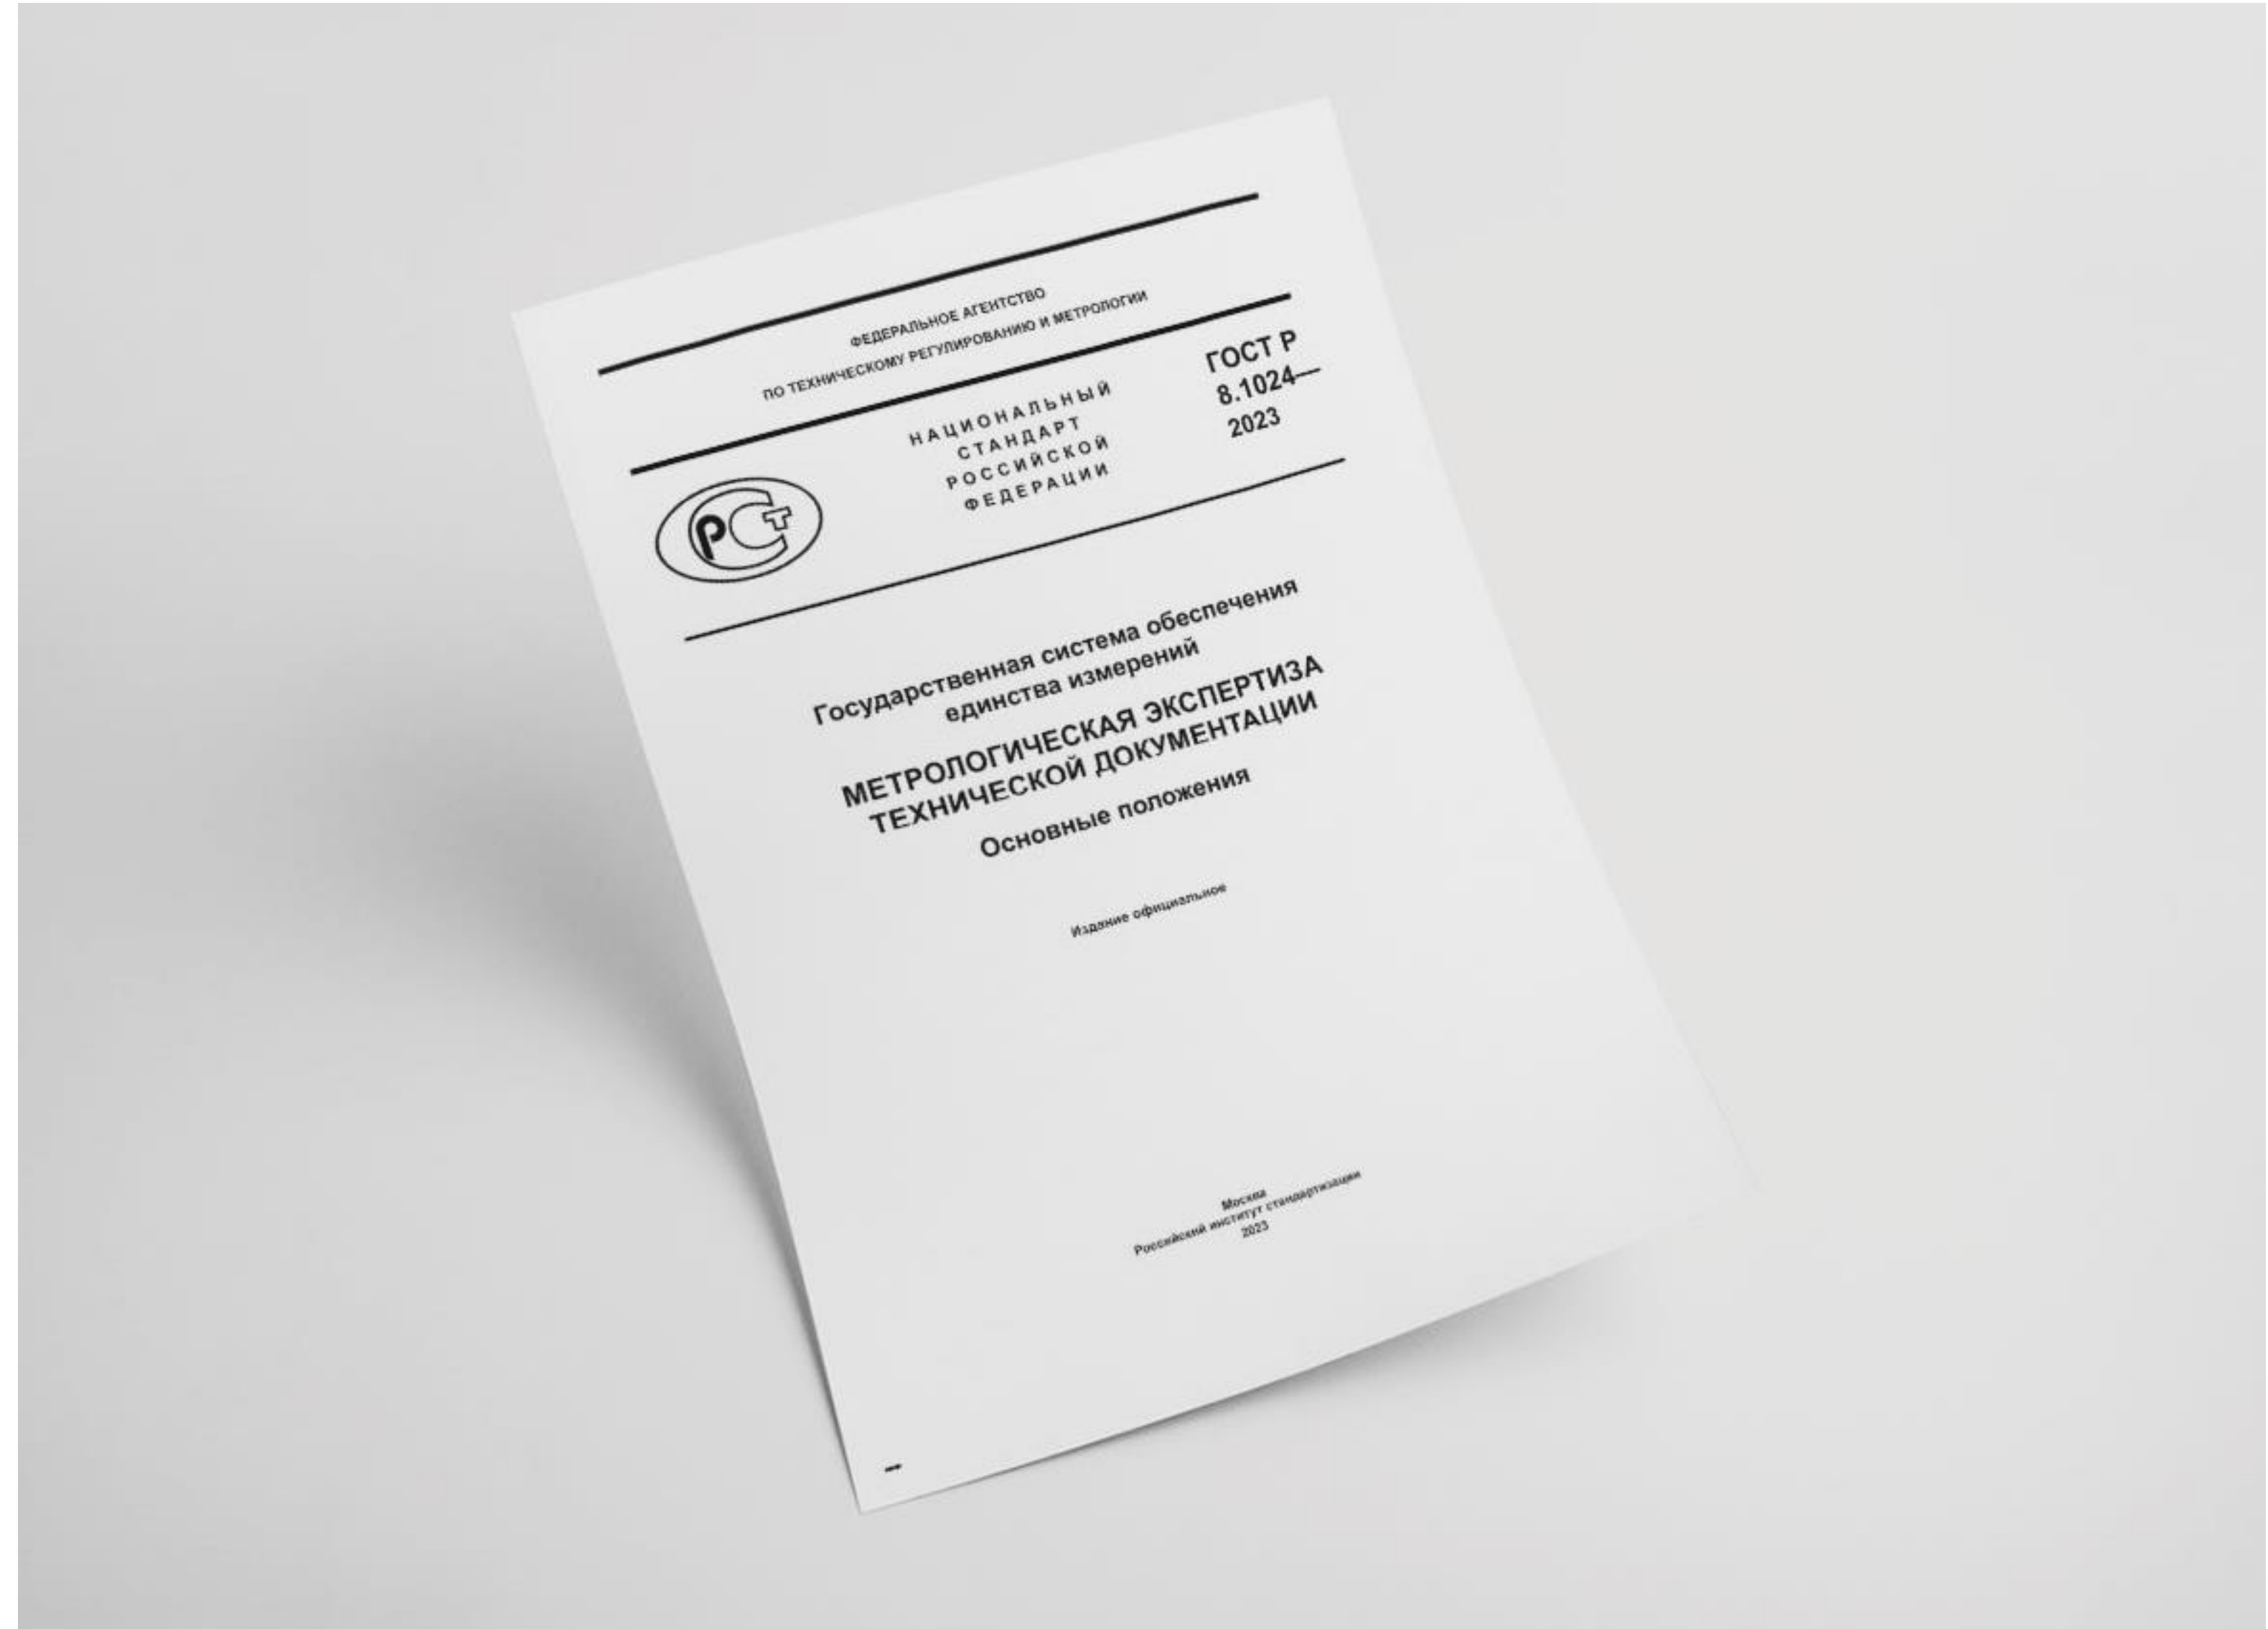 ФЕДЕРАЛЬНОЕ АГЕНТСТВО
ПО ТЕХНИЧЕСКОМУ РЕГУЛИРОВАНИЮ И МЕТРОЛОГИИ
НАЦИОНАЛЬНЫЙ
СТАНДАРТ
РОССИЙСКОЙ
ФЕДЕРАЦИИ
ГОСТ Р
8.1024—
2023
РСТ
Государственная система обеспечения
единства измерений
МЕТРОЛОГИЧЕСКАЯ ЭКСПЕРТИЗА
ТЕХНИЧЕСКОЙ ДОКУМЕНТАЦИИ
Основные положения
Издание официальное
Москва
Российский институт стандартизации
2023